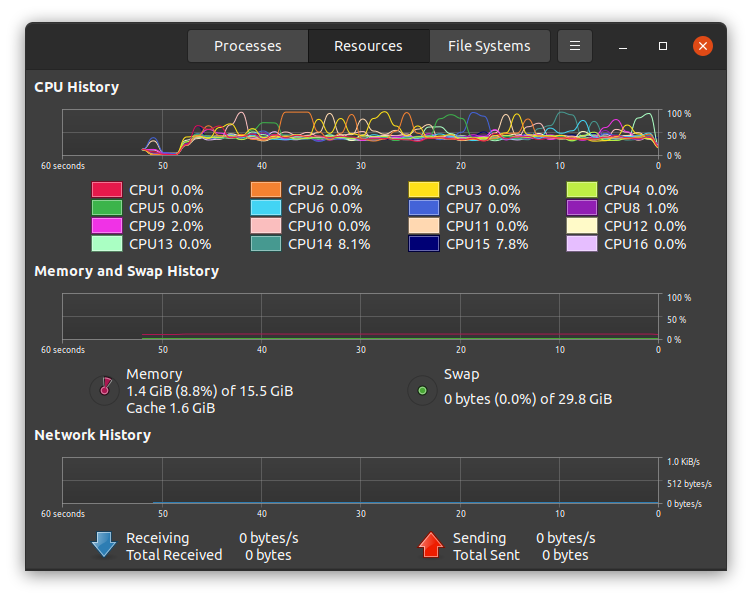 Processes Resources File Systems
CPU History
100 %
50 %
0 %
60 seconds 50 40 30 20 10 0
CPU1 0.0% CPU2 0.0% CPU3 0.0% CPU4 0.0%
CPU5 0.0% CPU6 0.0% CPU7 0.0% CPU8 1.0%
CPU9 2.0% CPU10 0.0% CPU11 0.0% CPU12 0.0%
CPU13 0.0% CPU14 8.1% CPU15 7.8% CPU16 0.0%
Memory and Swap History
100 %
50 %
0 %
60 seconds 50 40 30 20 10 0
Memory
1.4 GiB (8.8%) of 15.5 GiB
Cache 1.6 GiB
Swap
0 bytes (0.0%) of 29.8 GiB
Network History
1.0 KiB/s
512 bytes/s
0 bytes/s
60 seconds 50 40 30 20 10 0
Receiving 0 bytes/s Sending 0 bytes/s
Total Received 0 bytes Total Sent 0 bytes